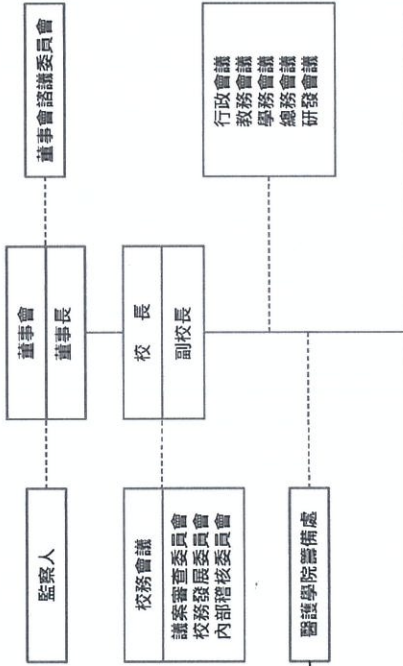 董事會諮議委員會
董事會
董事長
監察人
校 長
副校長
校務會議
議案審查委員會
校務發展委員會
內部稽核委員會
行政會議
教務會議
學務會議
總務會議
研發會議
醫護學院籌備處